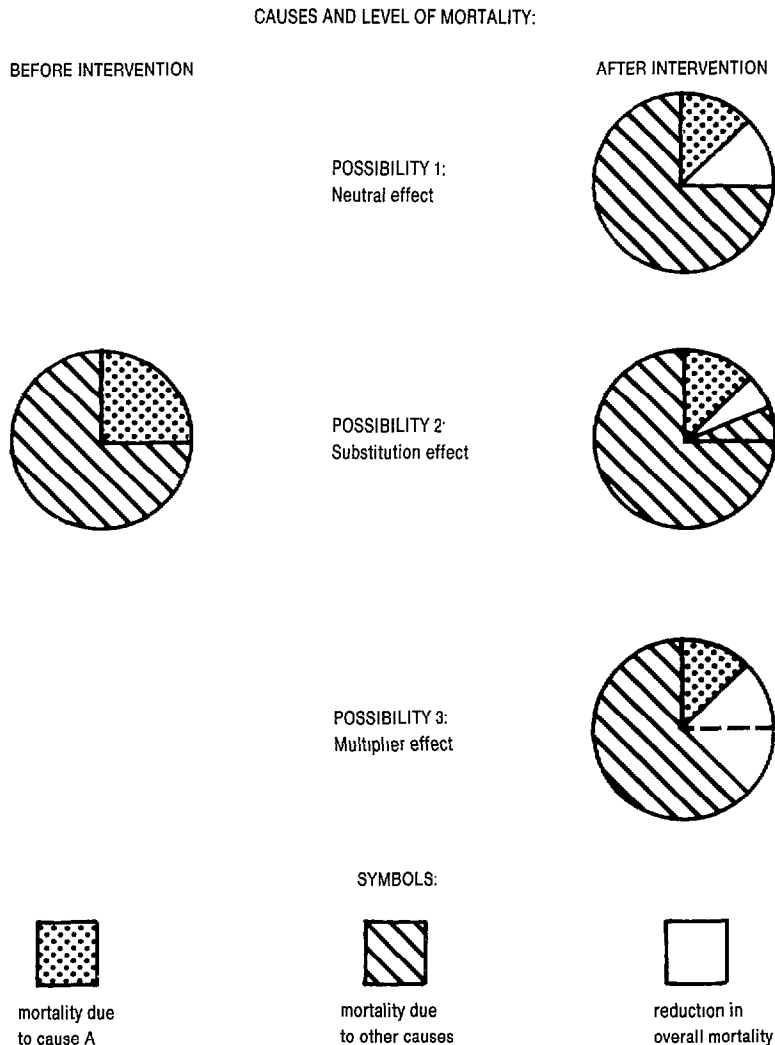 CAUSES AND LEVEL OF MORTALITY:
BEFORE INTERVENTION
AFTER INTERVENTION
POSSIBILITY 1:
Neutral effect
POSSIBILITY 2:
Substitution effect
POSSIBILITY 3:
Multiplier effect
SYMBOLS:
mortality due
to cause A
mortality due
to other causes
reduction in
overall mortality